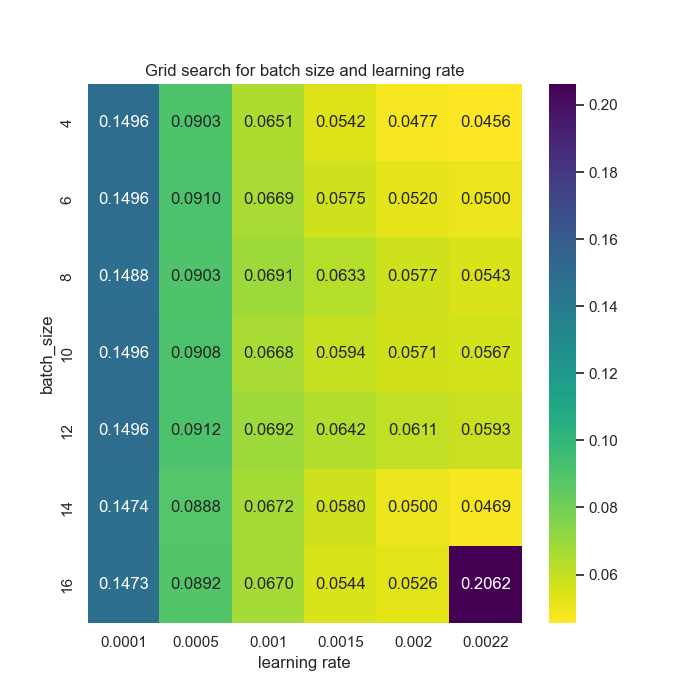 Grid search for batch size and learning rate
batch_size
4 0.1496 0.0903 0.0651 0.0542 0.0477 0.0456
6 0.1496 0.0910 0.0669 0.0575 0.0520 0.0500
8 0.1488 0.0903 0.0691 0.0633 0.0577 0.0543
10 0.1496 0.0908 0.0668 0.0594 0.0571 0.0567
12 0.1496 0.0912 0.0692 0.0642 0.0611 0.0593
14 0.1474 0.0888 0.0672 0.0580 0.0500 0.0469
16 0.1473 0.0892 0.0670 0.0544 0.0526 0.2062
0.0001 0.0005 0.001 0.0015 0.002 0.0022
learning rate
0.20
0.18
0.16
0.14
0.12
0.10
0.08
0.06